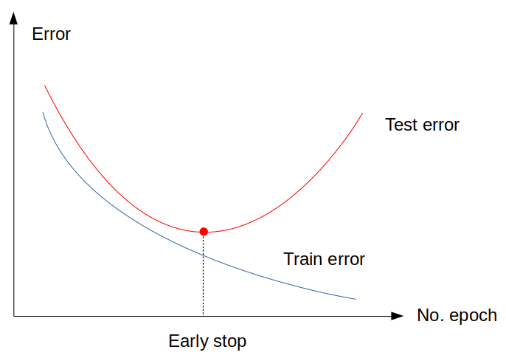 Error
Test error
Train error
No. epoch
Early stop